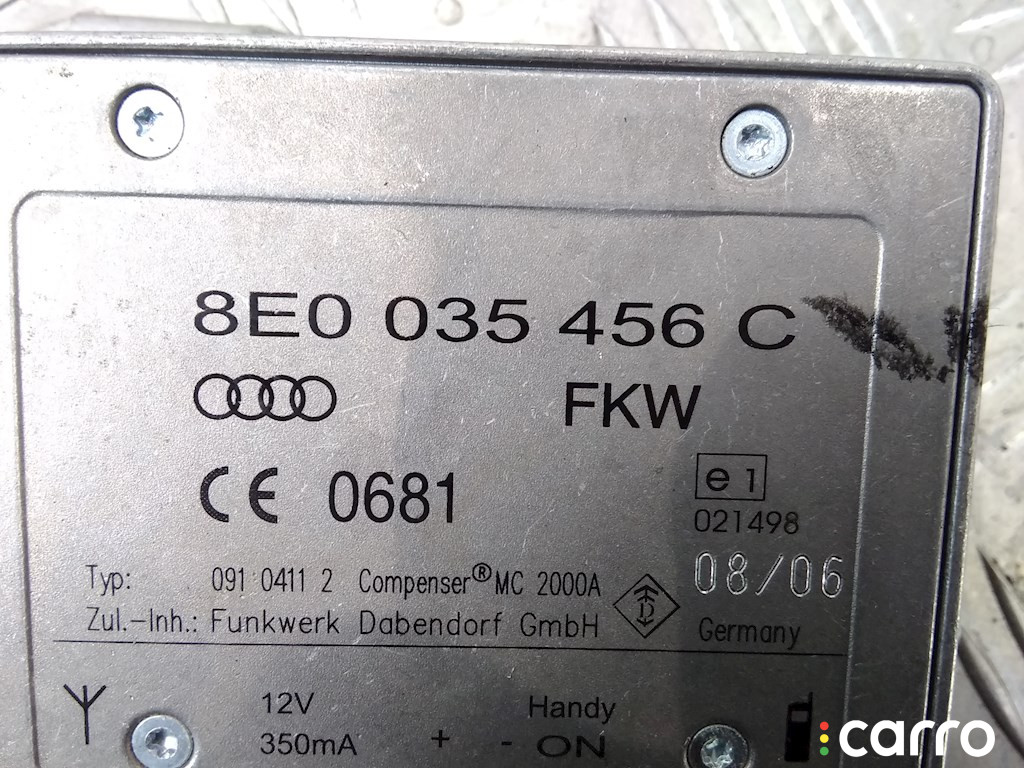 8E0 035 456 C
FKW
CE 0681
e1
021498
08/06
Typ: 091 0411 2 Compenser® MC 2000A
Zul.-Inh.: Funkwerk Dabendorf GmbH
Germany
12V Handy
350mA + - ON
carro